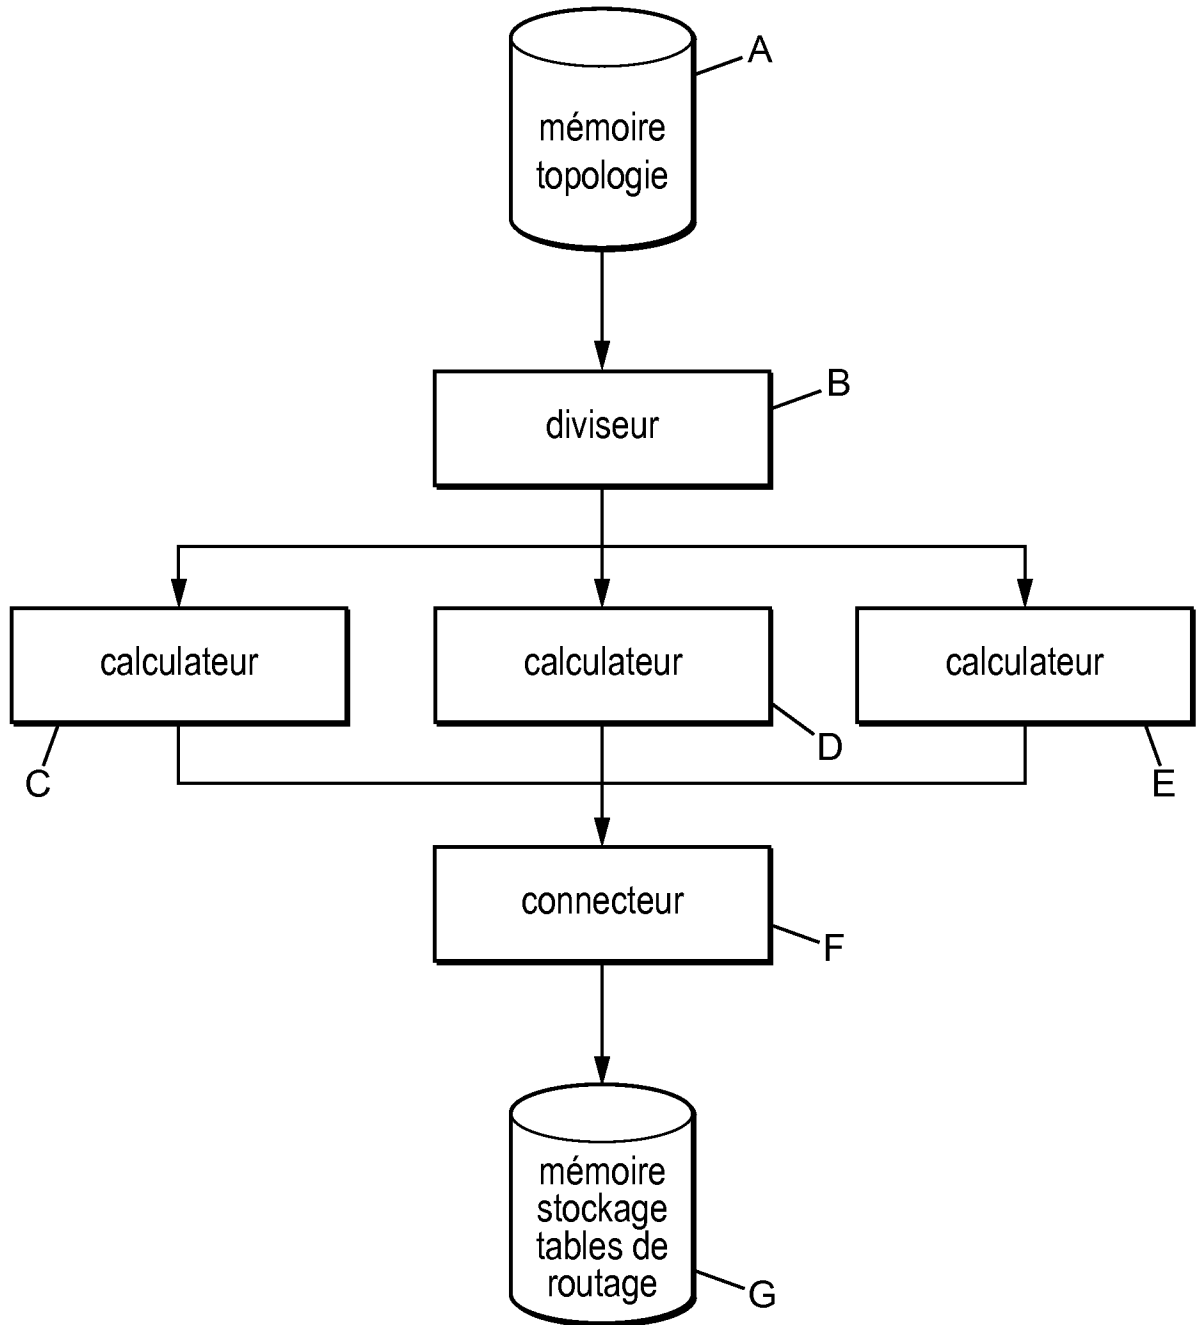 A
mémoire
topologie
B
diviseur
calculateur
calculateur
calculateur
C
D
E
connecteur
F
mémoire
stockage
tables de
routage
G